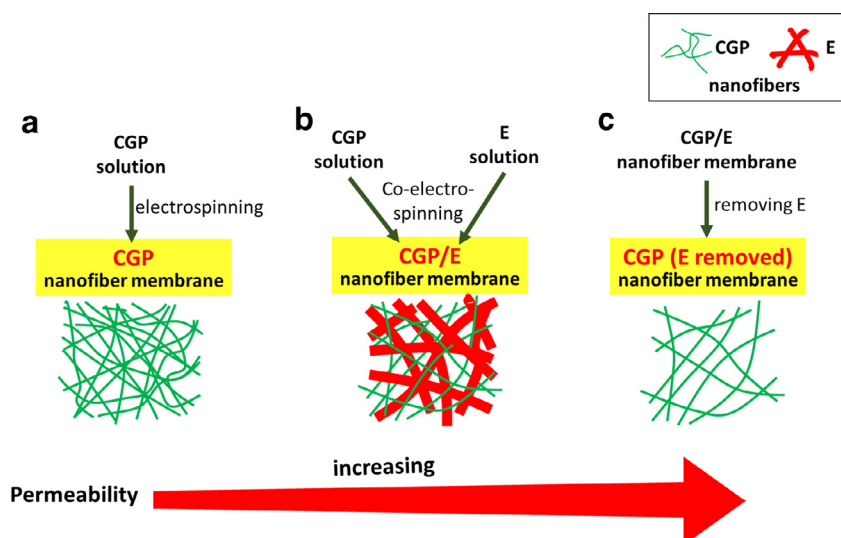 CGP
E
nanofibers
a
CGP
solution
electrospinning
CGP
nanofiber membrane
b
CGP
solution
E
solution
Co-electro-
spinning
CGP/E
nanofiber membrane
c
CGP/E
nanofiber membrane
removing E
CGP (E removed)
nanofiber membrane
increasing
Permeability